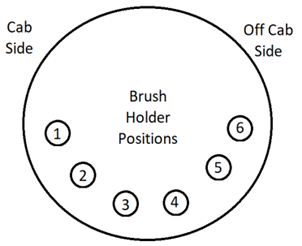 Cab
Side
Off Cab
Side
Brush
Holder
Positions
1
2
3
4
5
6